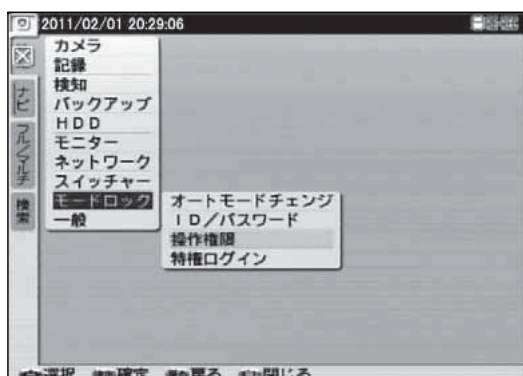 2011/02/01 20:29:06
カメラ
記録
検知
バックアップ
HDD
モニター
ネットワーク
スイッチャー
モードロック
一般
オートモードチェンジ
ID/パスワード
操作権限
特権ログイン
ナビ
フル/マルチ
検索
選択 確定 戻る 閉じる